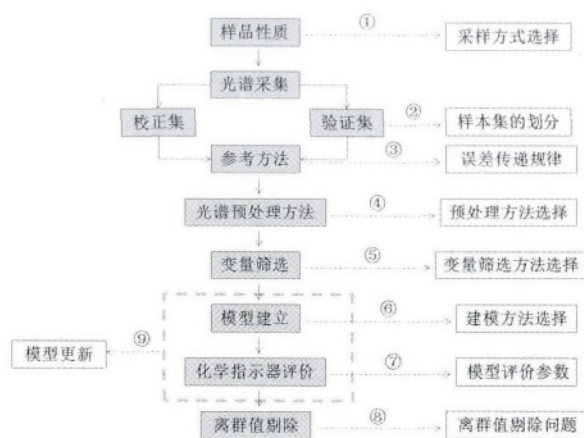 样品性质
①
采样方式选择
光谱采集
校正集
验证集
②
样本集的划分
参考方法
③
误差传递规律
光谱预处理方法
④
预处理方法选择
变量筛选
⑤
变量筛选方法选择
模型建立
⑥
建模方法选择
模型更新
⑨
化学指示器评价
⑦
模型评价参数
离群值剔除
⑧
离群值剔除问题